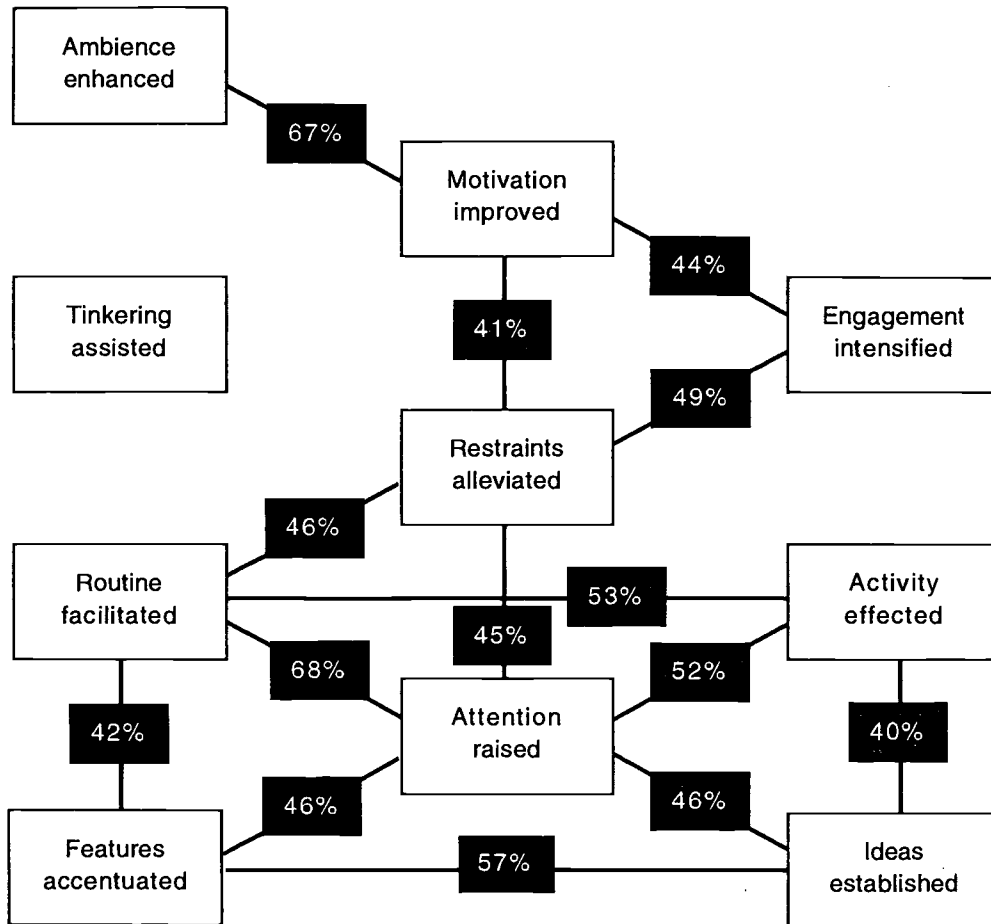 Ambience
enhanced
67%
Motivation
improved
44%
Tinkering
assisted
41%
Engagement
intensified
49%
Restraints
alleviated
46%
Routine
facilitated
53%
Activity
effected
45%
68%
52%
42%
Attention
raised
40%
46%
46%
Features
accentuated
57%
Ideas
established